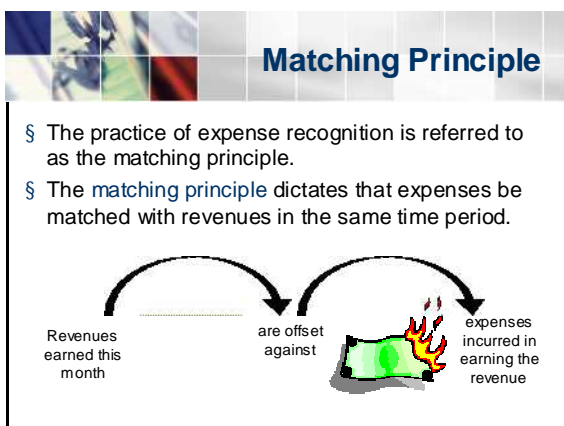 Matching Principle
§ The practice of expense recognition is referred to
as the matching principle.
§ The matching principle dictates that expenses be
matched with revenues in the same time period.
Revenues
earned this
month
are offset
against
expenses
incurred in
earning the
revenue